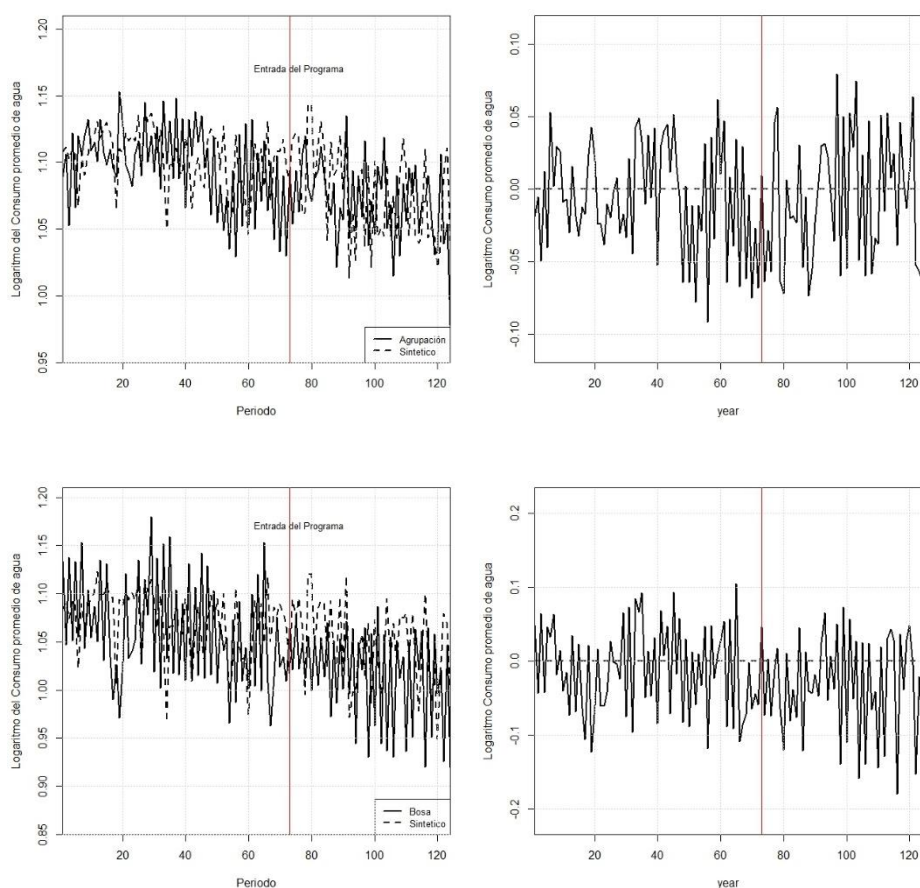 Logaritmo del Consumo promedio de agua
1.20
1.15
1.10
1.05
1.00
0.95
Entrada del Programa
Agrupación
Sintetico
20 40 60 80 100 120
Periodo
Logaritmo Consumo promedio de agua
0.10
0.05
0.00
-0.05
-0.10
20 40 60 80 100 120
year
Logaritmo del Consumo promedio de agua
1.20
1.15
1.10
1.05
1.00
0.95
0.90
0.85
Entrada del Programa
Bosa
Sintetico
20 40 60 80 100 120
Periodo
Logaritmo Consumo promedio de agua
0.2
0.1
0.0
-0.1
-0.2
20 40 60 80 100 120
year